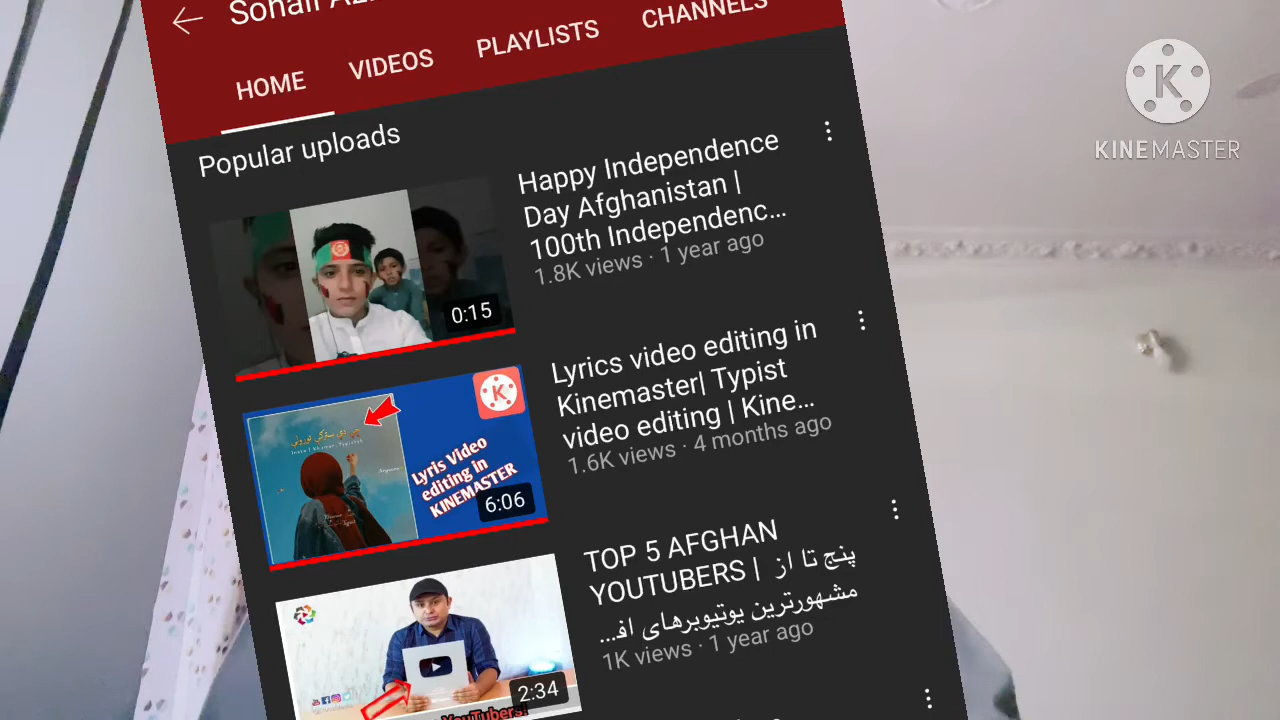 HOME
VIDEOS
PLAYLISTS
CHANNELS
Popular uploads
Happy Independence
Day Afghanistan |
100th Independenc...
1.8K views · 1 year ago
0:15
K
KINEMASTER
Lyrics video editing in
Kinemaster| Typist
video editing | Kine...
1.6K views · 4 months ago
K
Lyris Video
editing in
KINEMASTER
6:06
TOP 5 AFGHAN
YOUTUBERS | پنج تا از
مشهورترین یوتیوبرهای اف...
1K views · 1 year ago
2:34
YouTubers!